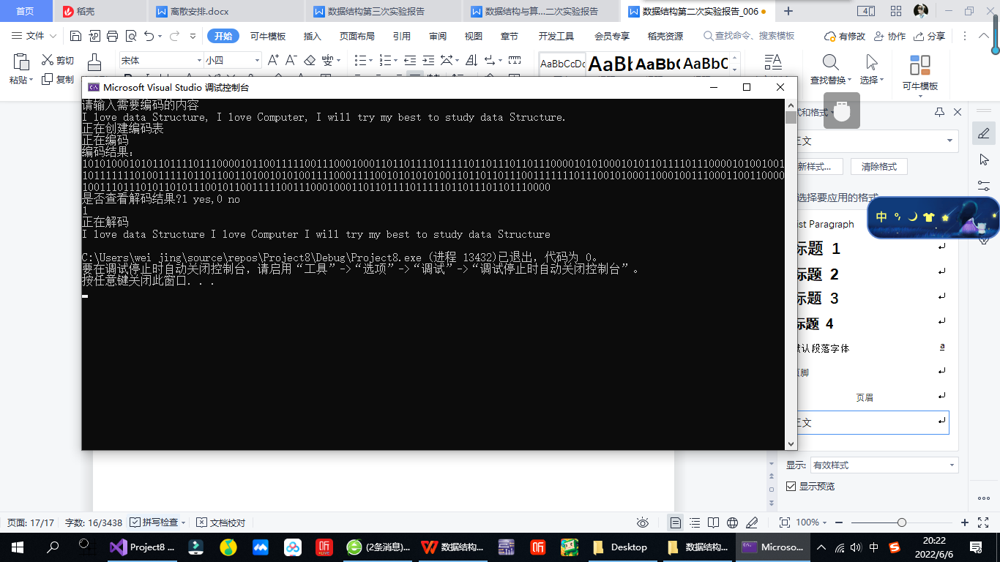 首页
稻壳
离散安排.docx
数据结构第三次实验报告
数据结构与算...二次实验报告
数据结构第二次实验报告_006
文件
开始
可牛模板
插入
页面布局
引用
审阅
视图
章节
开发工具
会员专享
稻壳资源
查找命令、搜索模板
有修改
协作
分享
粘贴
剪切
复制
宋体
小四
AaBbCcDd
AaBb
AaBbC
AaBbC
查找替换
选择
可牛模板
Microsoft Visual Studio 调试控制台
请输入需要编码的内容
I love data Structure, I love Computer, I will try my best to study data Structure.
正在创建编码表
正在编码
编码结果:
是否查看解码结果?1 yes,0 no
1
正在解码
I love data Structure I love Computer I will try my best to study data Structure
C:\Users\wei jing\source\repos\Project8\Debug\Project8.exe (进程 13432)已退出，代码为 0。
要在调试停止时自动关闭控制台，请启用“工具”->“选项”->“调试”->“调试停止时自动关闭控制台”。
按任意键关闭此窗口. . .
式和格式
正文
新样式...
清除格式
选择要应用的格式
List Paragraph
标题 1
标题 2
标题 3
标题 4
默认段落字体
a
页脚
页眉
正文
显示:
有效样式
显示预览
中
页面: 17/17
字数: 16/3438
拼写检查
文档校对
100%
Project8 ...
(2条消息)...
数据结构...
Desktop
数据结构...
Microso...
中
20:22
2022/6/6